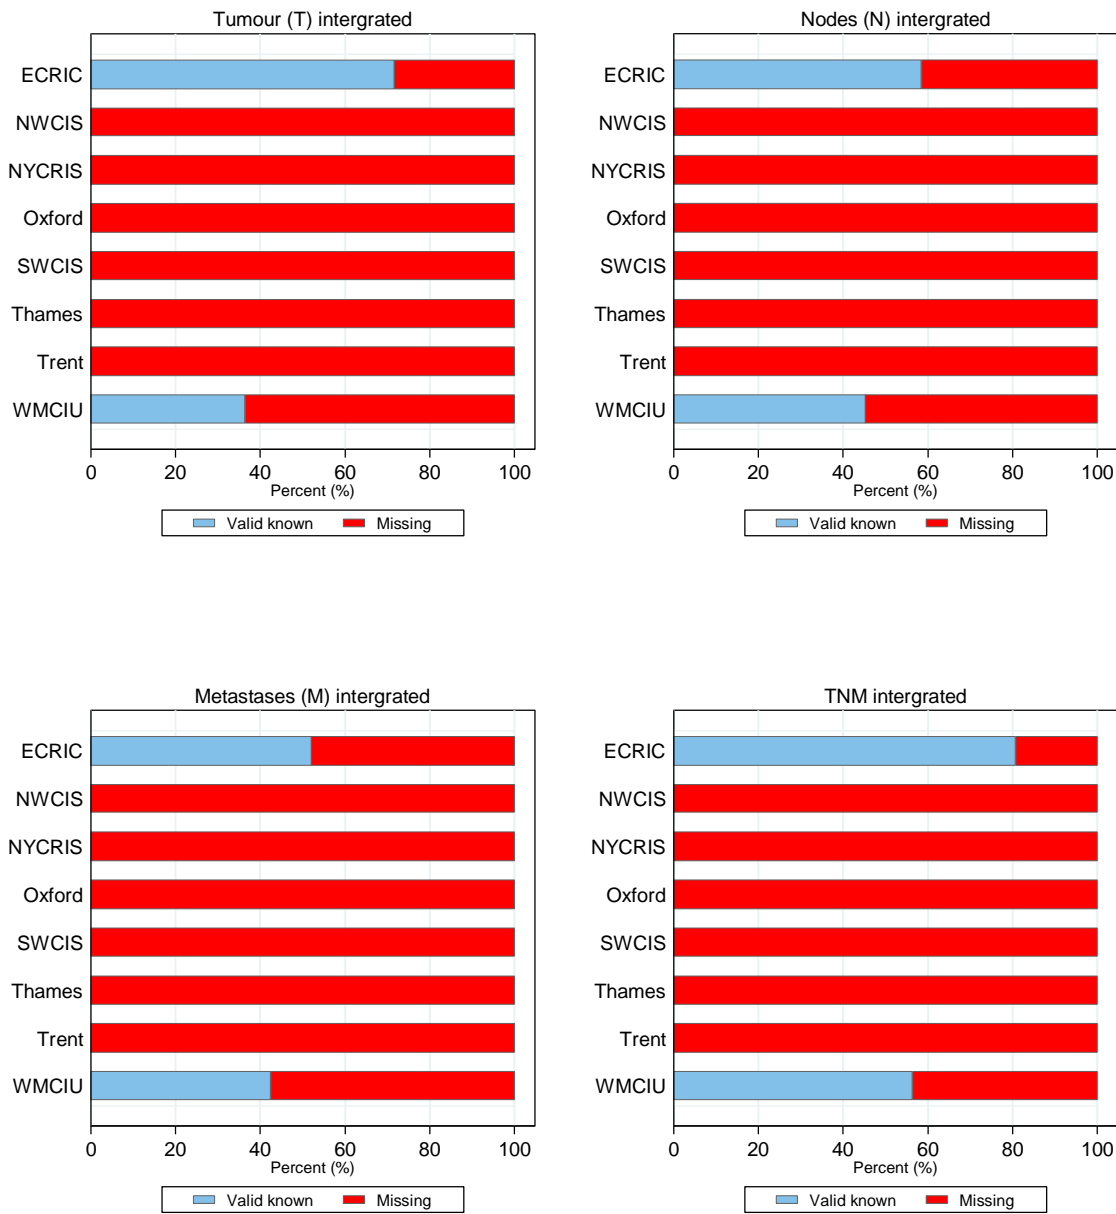 Tumour (T) intergrated
ECRIC
NWCIS
NYCRIS
Oxford
SWCIS
Thames
Trent
WMCIU
0 20 40 60 80 100
Percent (%)
Valid known Missing
Nodes (N) intergrated
ECRIC
NWCIS
NYCRIS
Oxford
SWCIS
Thames
Trent
WMCIU
0 20 40 60 80 100
Percent (%)
Valid known Missing
Metastases (M) intergrated
ECRIC
NWCIS
NYCRIS
Oxford
SWCIS
Thames
Trent
WMCIU
0 20 40 60 80 100
Percent (%)
Valid known Missing
TNM intergrated
ECRIC
NWCIS
NYCRIS
Oxford
SWCIS
Thames
Trent
WMCIU
0 20 40 60 80 100
Percent (%)
Valid known Missing